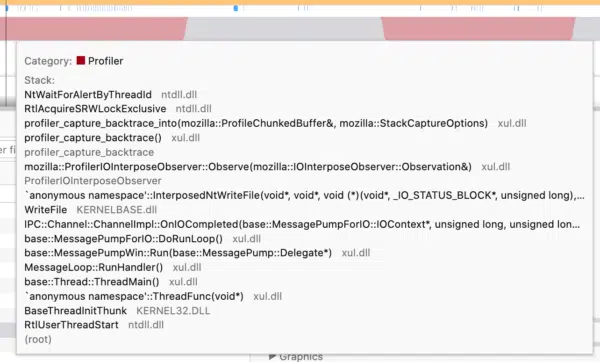 Category: Profiler
Stack:
NtWaitForAlertByThreadId ntdll.dll
RtlAcquireSRWLockExclusive ntdll.dll
profiler_capture_backtrace_into(mozilla::ProfileChunkedBuffer&, mozilla::StackCaptureOptions) xul.dll
profiler_capture_backtrace() xul.dll
profiler_capture_backtrace
mozilla::ProfilerIOInterposeObserver::Observe(mozilla::IOInterposeObserver::Observation&) xul.dll
ProfilerIOInterposeObserver
`anonymous namespace'::InterposedNtWriteFile(void*, void*, void (*)(void*, _IO_STATUS_BLOCK*, unsigned long),...
WriteFile KERNELBASE.dll
IPC::Channel::ChannelImpl::OnIOCompleted(base::MessagePumpForIO::IOContext*, unsigned long, unsigned lon...
base::MessagePumpForIO::DoRunLoop() xul.dll
base::MessagePumpWin::Run(base::MessagePump::Delegate*) xul.dll
MessageLoop::RunHandler() xul.dll
base::Thread::ThreadMain() xul.dll
`anonymous namespace'::ThreadFunc(void*) xul.dll
BaseThreadInitThunk KERNEL32.DLL
RtlUserThreadStart ntdll.dll
(root)
Graphics